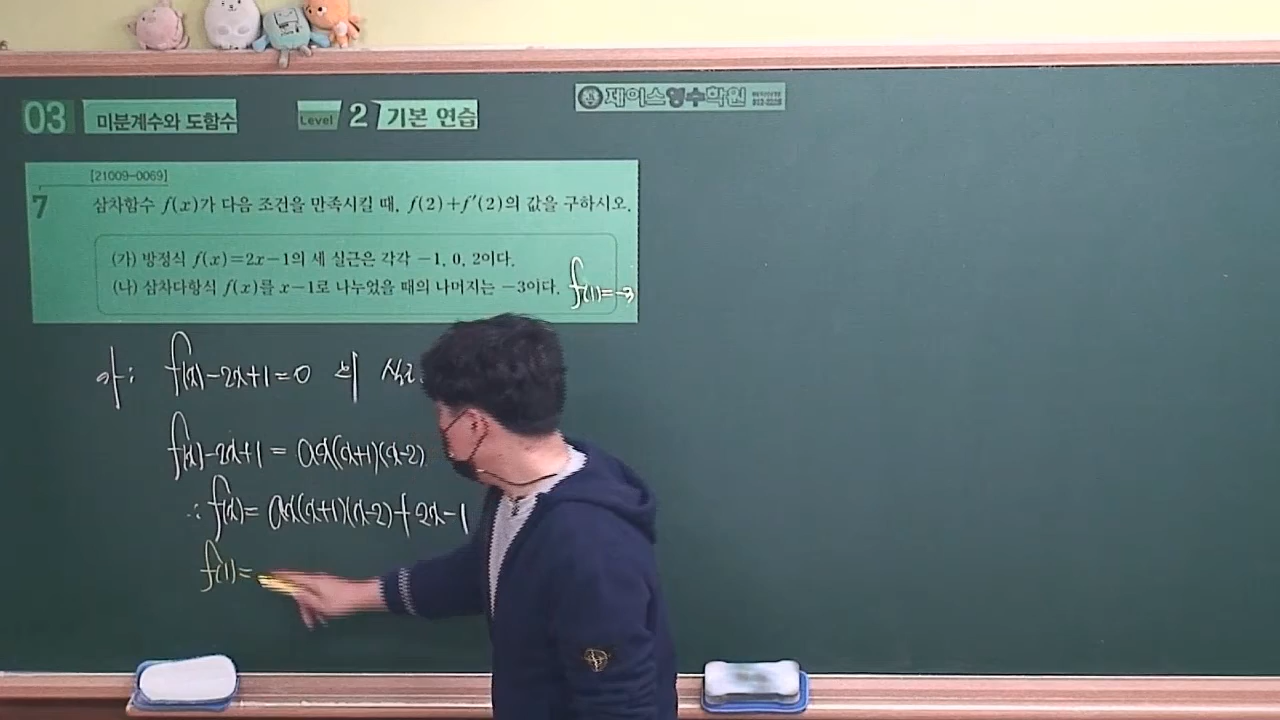 03 미분계수와 도함수 Level 2 기본 연습
페이스영수학원
[21009-0069]
7 삼차함수 f(x)가 다음 조건을 만족시킬 때, f(2)+f′(2)의 값을 구하시오.
(가) 방정식 f(x)=2x−1의 세 실근은 각각 −1, 0, 2이다.
(나) 삼차다항식 f(x)를 x−1로 나누었을 때의 나머지는 −3이다. f(1)=-3
가: f(x)-2x+1=0 의
f(x)-2x+1 = ax(x+1)(x-2)
∴ f(x)= ax(x+1)(x-2)+2x-1
f(1)=